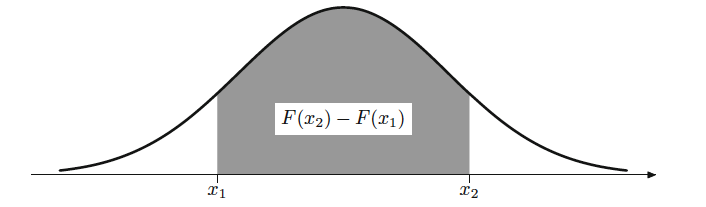 F(x₂) − F(x₁)
x₁ x₂